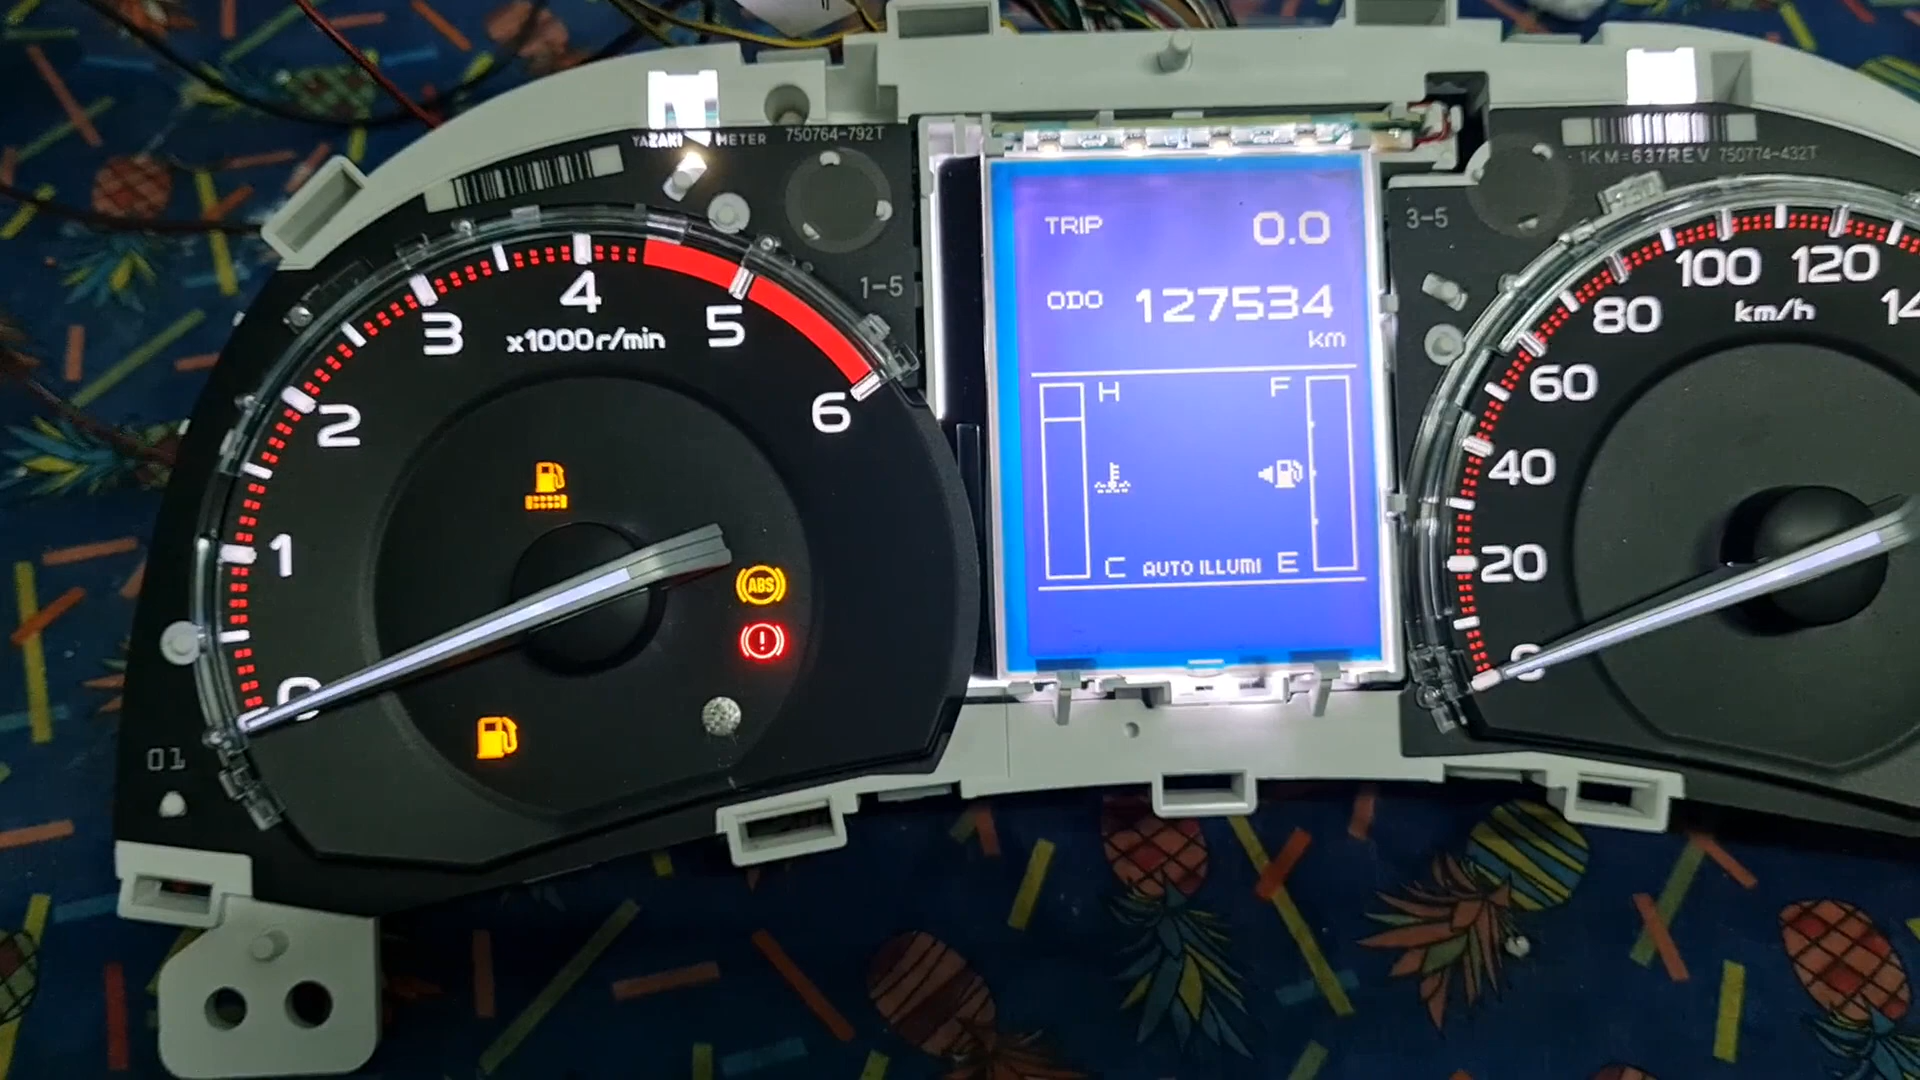 YAZAKI METER 750764-792T
1KM=637REV 750774-432T
1-5
3-5
0
1
2
3
4
5
6
x1000r/min
ABS
!
01
TRIP 0.0
ODO 127534
km
H F
C AUTO ILLUMI E
20
40
60
80
100
120
km/h